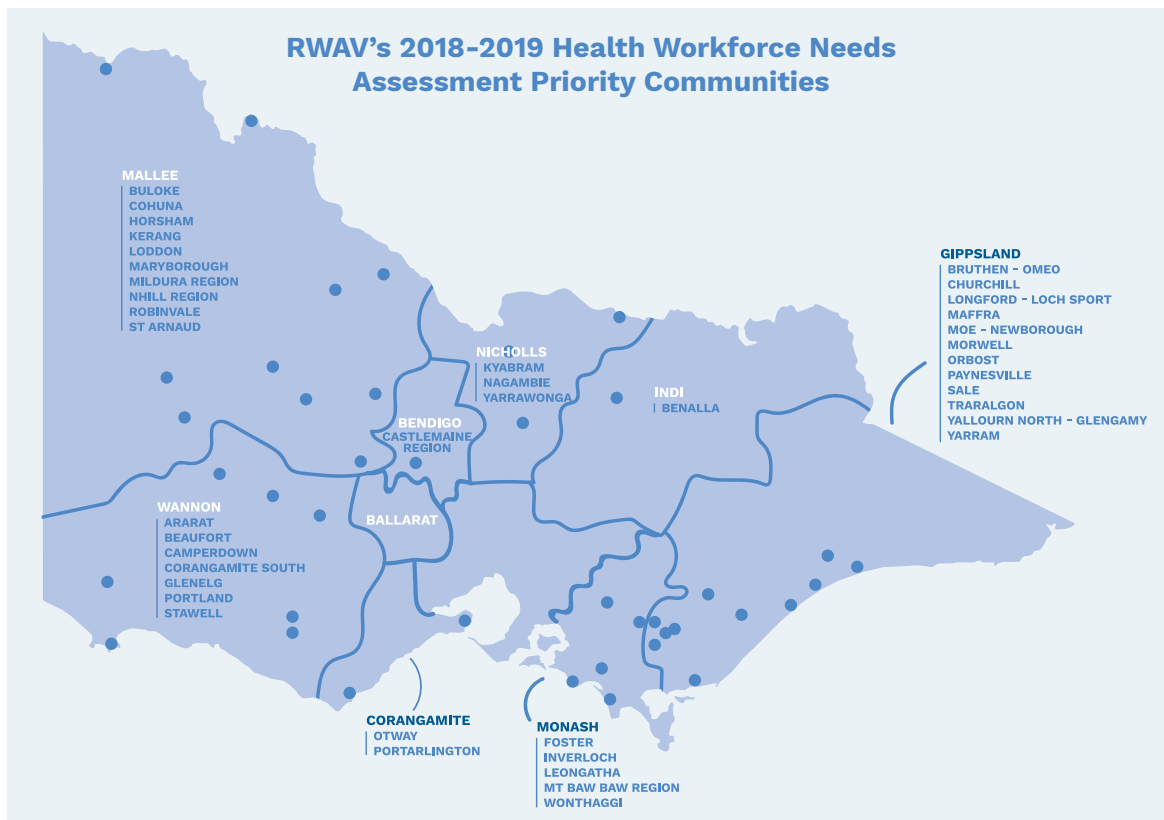 RWAV's 2018-2019 Health Workforce Needs
Assessment Priority Communities
MALLEE
BULOKE
COHUNA
HORSHAM
KERANG
LODDON
MARYBOROUGH
MILDURA REGION
NHILL REGION
ROBINVALE
ST ARNAUD
GIPPSLAND
BRUTHEN - OMEO
CHURCHILL
LONGFORD - LOCH SPORT
MAFFRA
MOE - NEWBOROUGH
MORWELL
ORBOST
PAYNESVILLE
SALE
TRARALGON
YALLOURN NORTH - GLENGAMY
YARRAM
NICHOLLS
KYABRAM
NAGAMBIE
YARRAWONGA
INDI
BENALLA
BENDIGO
CASTLEMAINE
REGION
WANNON
ARARAT
BEAUFORT
CAMPERDOWN
CORANGAMITE SOUTH
GLENELG
PORTLAND
STAWELL
BALLARAT
CORANGAMITE
OTWAY
PORTARLINGTON
MONASH
FOSTER
INVERLOCH
LEONGATHA
MT BAW BAW REGION
WONTHAGGI